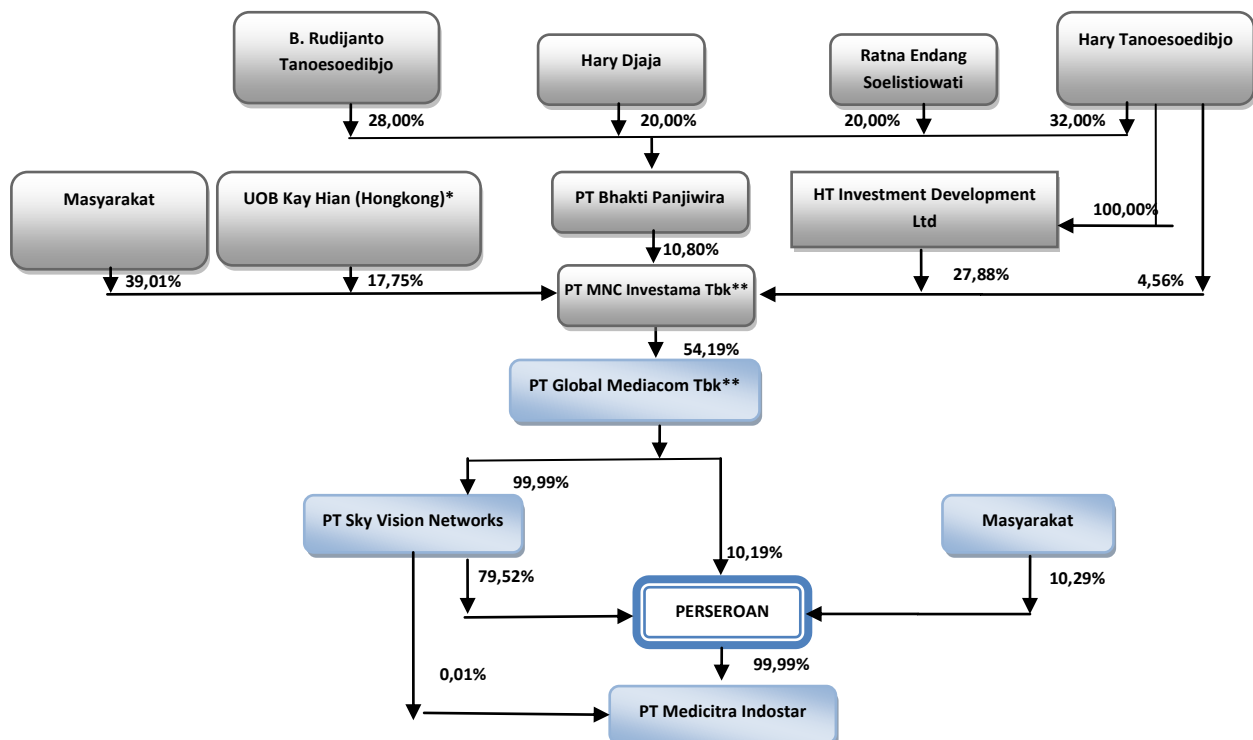 B. Rudijanto
Tanoesoedibjo
Hary Djaja
Ratna Endang
Soelistiowati
Hary Tanoesoedibjo
28,00%
20,00%
20,00%
32,00%
Masyarakat
UOB Kay Hian (Hongkong)*
PT Bhakti Panjiwira
HT Investment Development
Ltd
100,00%
39,01%
17,75%
10,80%
27,88%
4,56%
PT MNC Investama Tbk**
54,19%
PT Global Mediacom Tbk**
99,99%
PT Sky Vision Networks
Masyarakat
79,52%
10,19%
10,29%
PERSEROAN
0,01%
99,99%
PT Medicitra Indostar